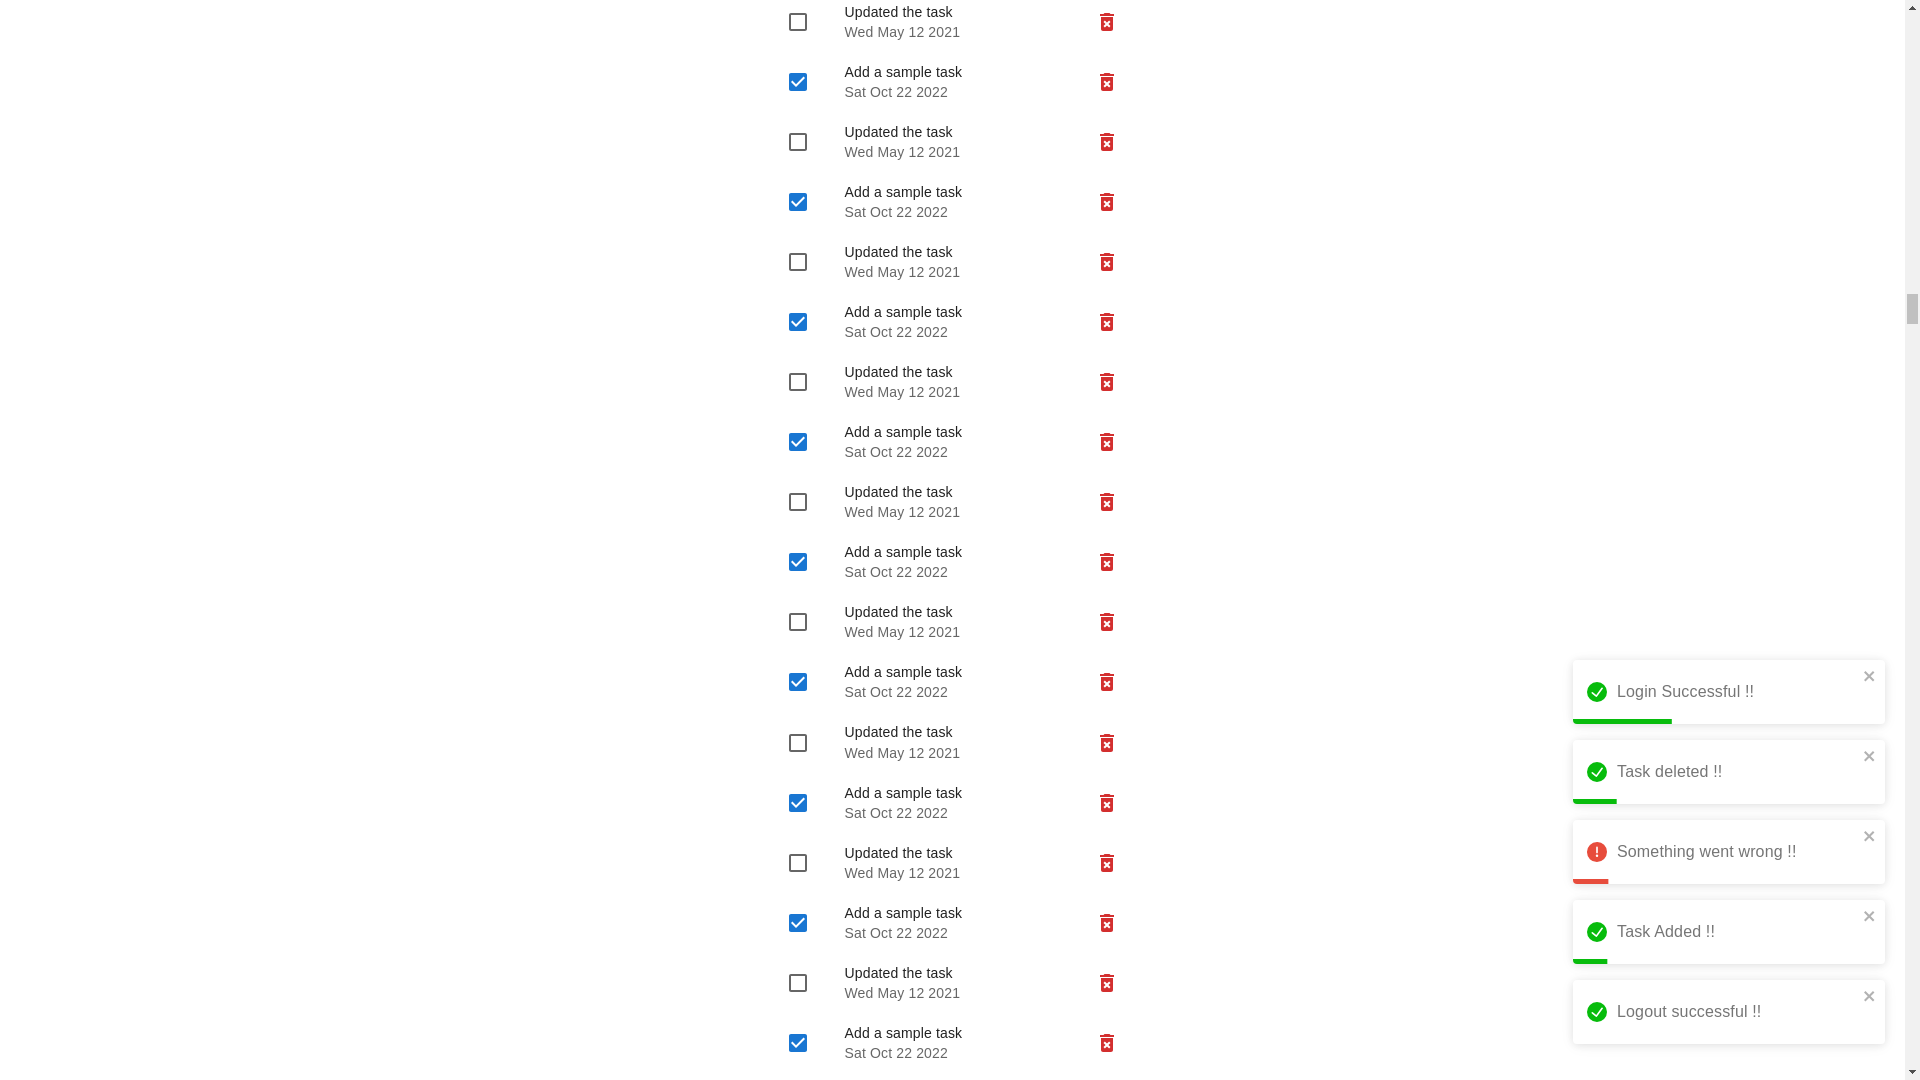 Updated the task
Wed May 12 2021
Add a sample task
Sat Oct 22 2022
Updated the task
Wed May 12 2021
Add a sample task
Sat Oct 22 2022
Updated the task
Wed May 12 2021
Add a sample task
Sat Oct 22 2022
Updated the task
Wed May 12 2021
Add a sample task
Sat Oct 22 2022
Updated the task
Wed May 12 2021
Add a sample task
Sat Oct 22 2022
Updated the task
Wed May 12 2021
Add a sample task
Sat Oct 22 2022
Updated the task
Wed May 12 2021
Add a sample task
Sat Oct 22 2022
Updated the task
Wed May 12 2021
Add a sample task
Sat Oct 22 2022
Updated the task
Wed May 12 2021
Add a sample task
Sat Oct 22 2022
Login Successful !!
Task deleted !!
Something went wrong !!
Task Added !!
Logout successful !!